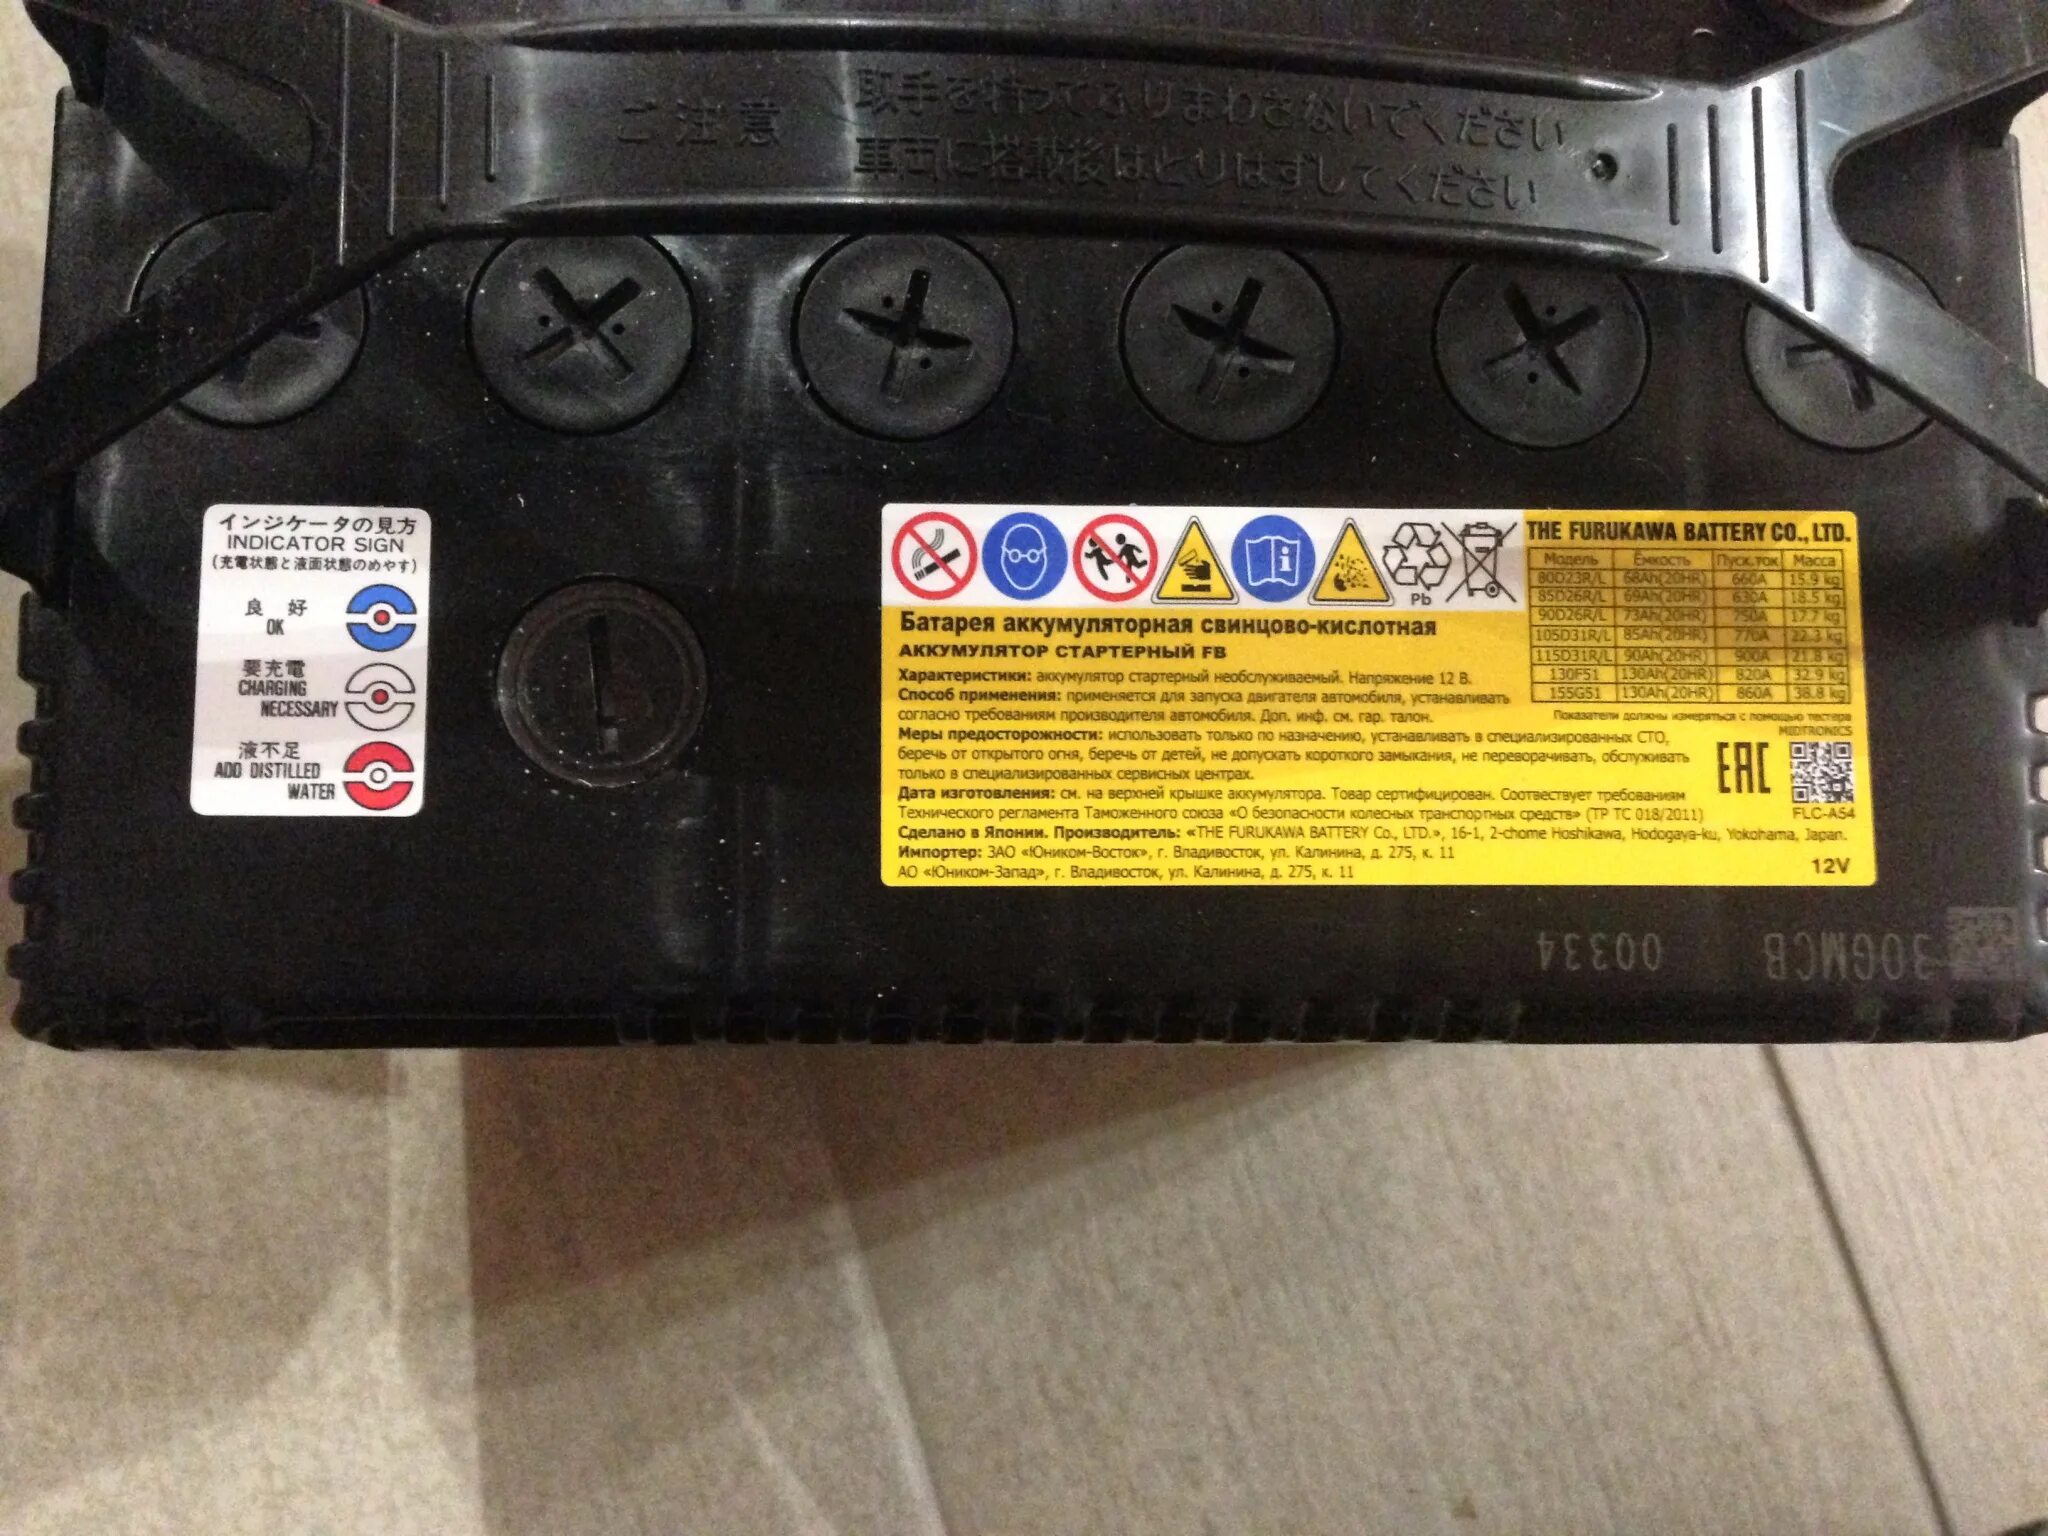 ご注意
取手を持ってふりまわさないでください
車両に搭載後はとりはずしてください
インジケータの見方
INDICATOR SIGN
(充電状態と液面状態のめやす)
良 好
OK
要充電
CHARGING
NECESSARY
液不足
ADD DISTILLED
WATER
Pb
Батарея аккумуляторная свинцово-кислотная
АККУМУЛЯТОР СТАРТЕРНЫЙ FB
Характеристики: аккумулятор стартерный необслуживаемый. Напряжение 12 В.
Способ применения: применяется для запуска двигателя автомобиля, устанавливать
согласно требованиям производителя автомобиля. Доп. инф. см. гар. талон.
Меры предосторожности: использовать только по назначению, устанавливать в специализированных СТО,
беречь от открытого огня, беречь от детей, не допускать короткого замыкания, не переворачивать, обслуживать
только в специализированных сервисных центрах.
Дата изготовления: см. на верхней крышке аккумулятора. Товар сертифицирован. Соотвествует требованиям
Технического регламента Таможенного союза «О безопасности колесных транспортных средств» (ТР ТС 018/2011)
Сделано в Японии. Производитель: «THE FURUKAWA BATTERY Co., LTD.», 16-1, 2-chome Hoshikawa, Hodogaya-ku, Yokohama, Japan.
Импортер: ЗАО «Юником-Восток», г. Владивосток, ул. Калинина, д. 275, к. 11
АО «Юником-Запад», г. Владивосток, ул. Калинина, д. 275, к. 11
THE FURUKAWA BATTERY CO., LTD.
Модель Ёмкость Пуск.ток Масса
80D23R/L 68Ah(20HR) 660A 15.9 kg
85D26R/L 69Ah(20HR) 630A 18.5 kg
90D26R/L 73Ah(20HR) 750A 17.7 kg
105D31R/L 85Ah(20HR) 770A 22.3 kg
115D31R/L 90Ah(20HR) 900A 21.8 kg
130F51 130Ah(20HR) 820A 32.9 kg
155G51 130Ah(20HR) 860A 38.8 kg
Показатели должны измеряться с помощью тестера
MIDTRONICS
EAC
FLC-A54
12V
30GMCB 00334